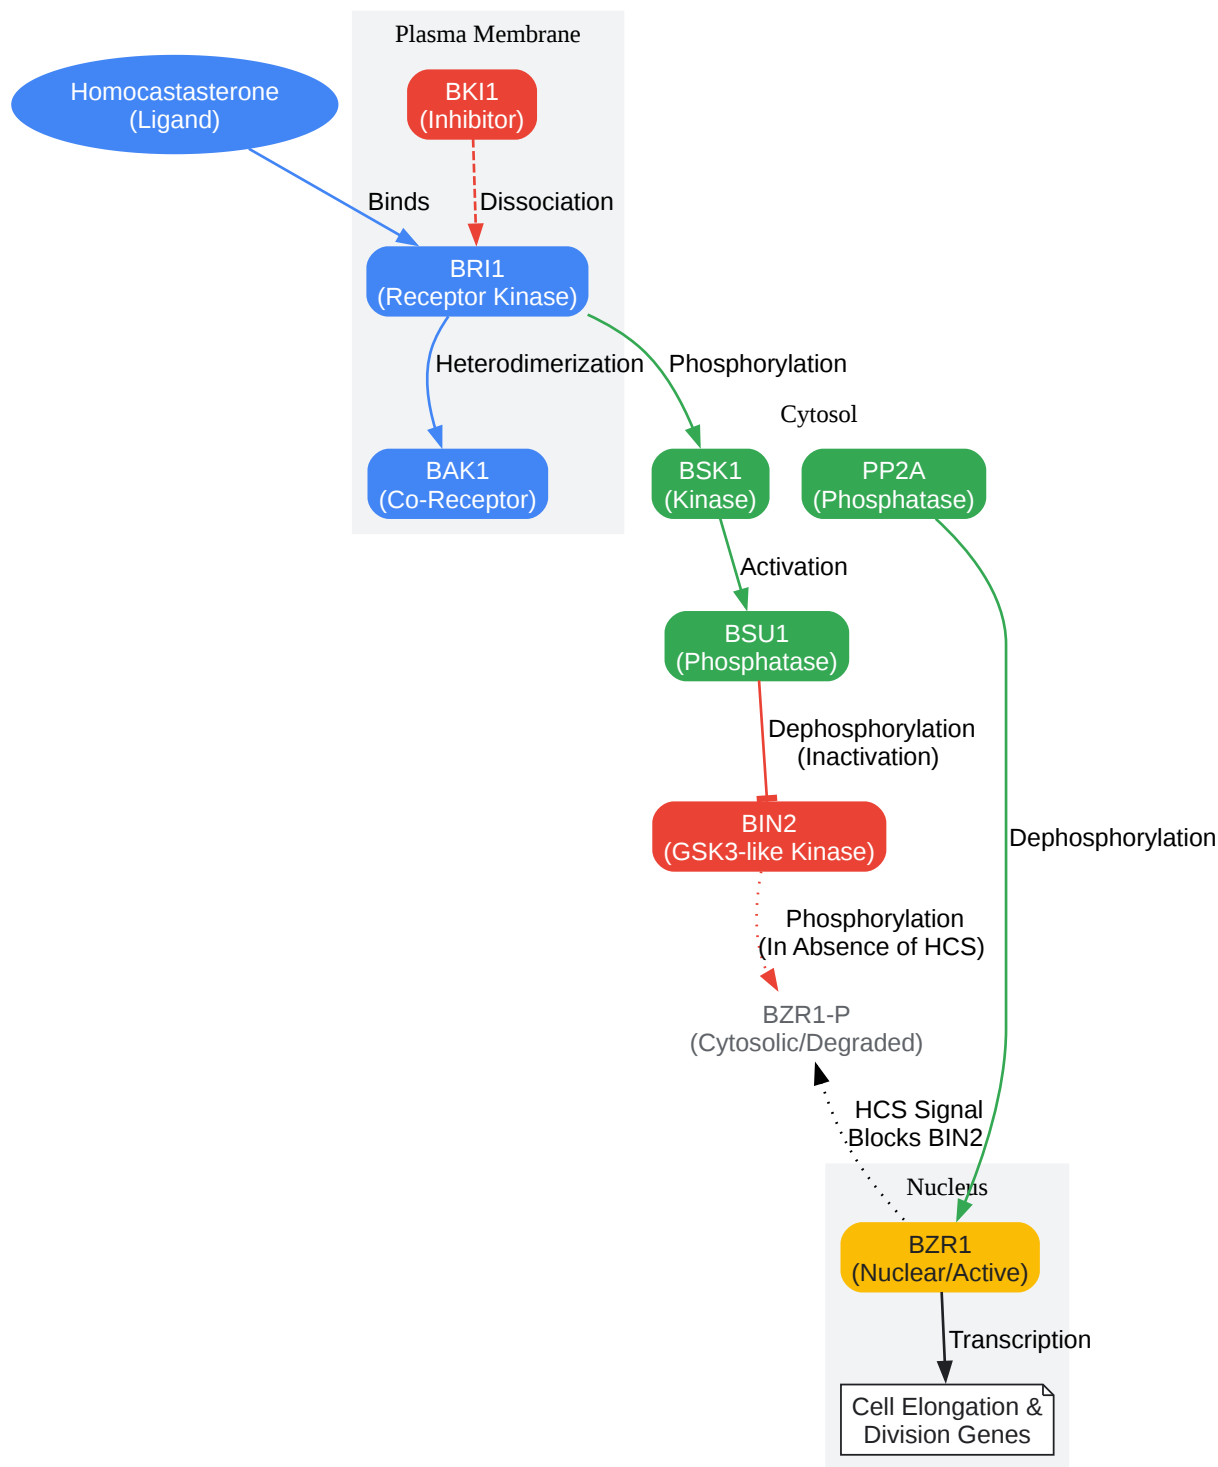 Plasma Membrane
Homocastasterone
(Ligand)
BKI1
(Inhibitor)
Binds
Dissociation
BRI1
(Receptor Kinase)
Heterodimerization
Phosphorylation
Cytosol
BAK1
(Co-Receptor)
BSK1
(Kinase)
PP2A
(Phosphatase)
Activation
BSU1
(Phosphatase)
Dephosphorylation
(Inactivation)
BIN2
(GSK3-like Kinase)
Dephosphorylation
Phosphorylation
(In Absence of HCS)
BZR1-P
(Cytosolic/Degraded)
HCS Signal
Blocks BIN2
Nucleus
BZR1
(Nuclear/Active)
Transcription
Cell Elongation &
Division Genes